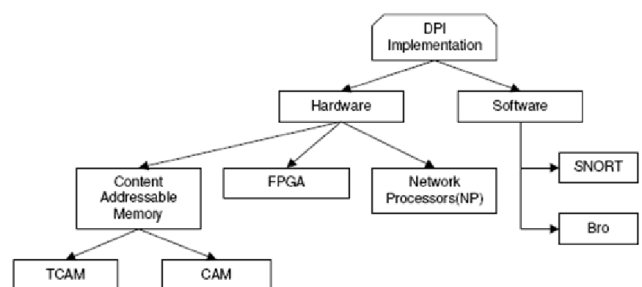 DPI
Implementation
Hardware
Software
Content
Addressable
Memory
FPGA
Network
Processors(NP)
SNORT
Bro
TCAM
CAM